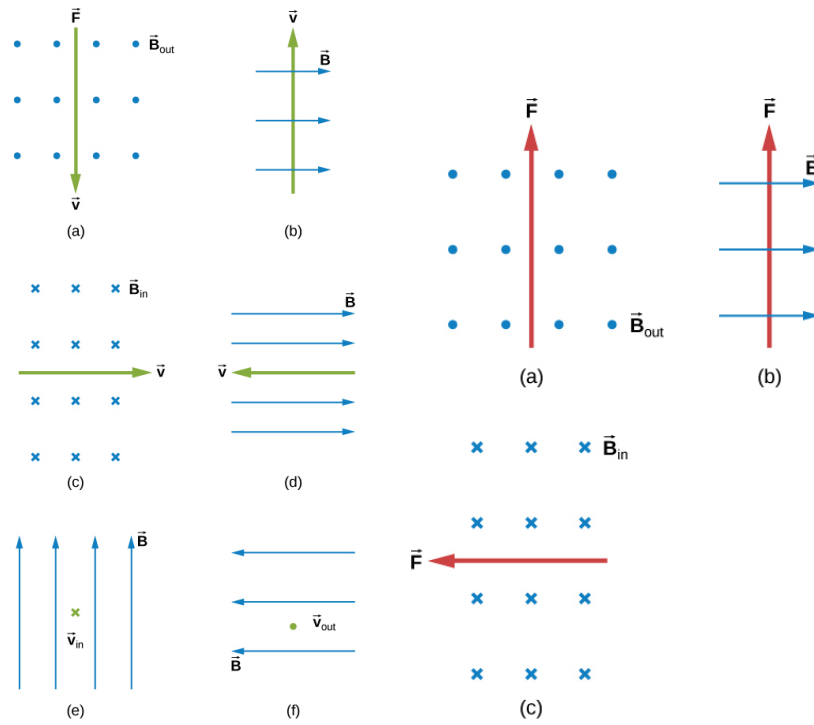 F⃗
B⃗out
v⃗
(a)
v⃗
B⃗
(b)
B⃗in
v⃗
(c)
B⃗
v⃗
(d)
B⃗
v⃗in
(e)
v⃗out
B⃗
(f)
F⃗
B⃗out
(a)
F⃗
(b)
B⃗in
F⃗
(c)